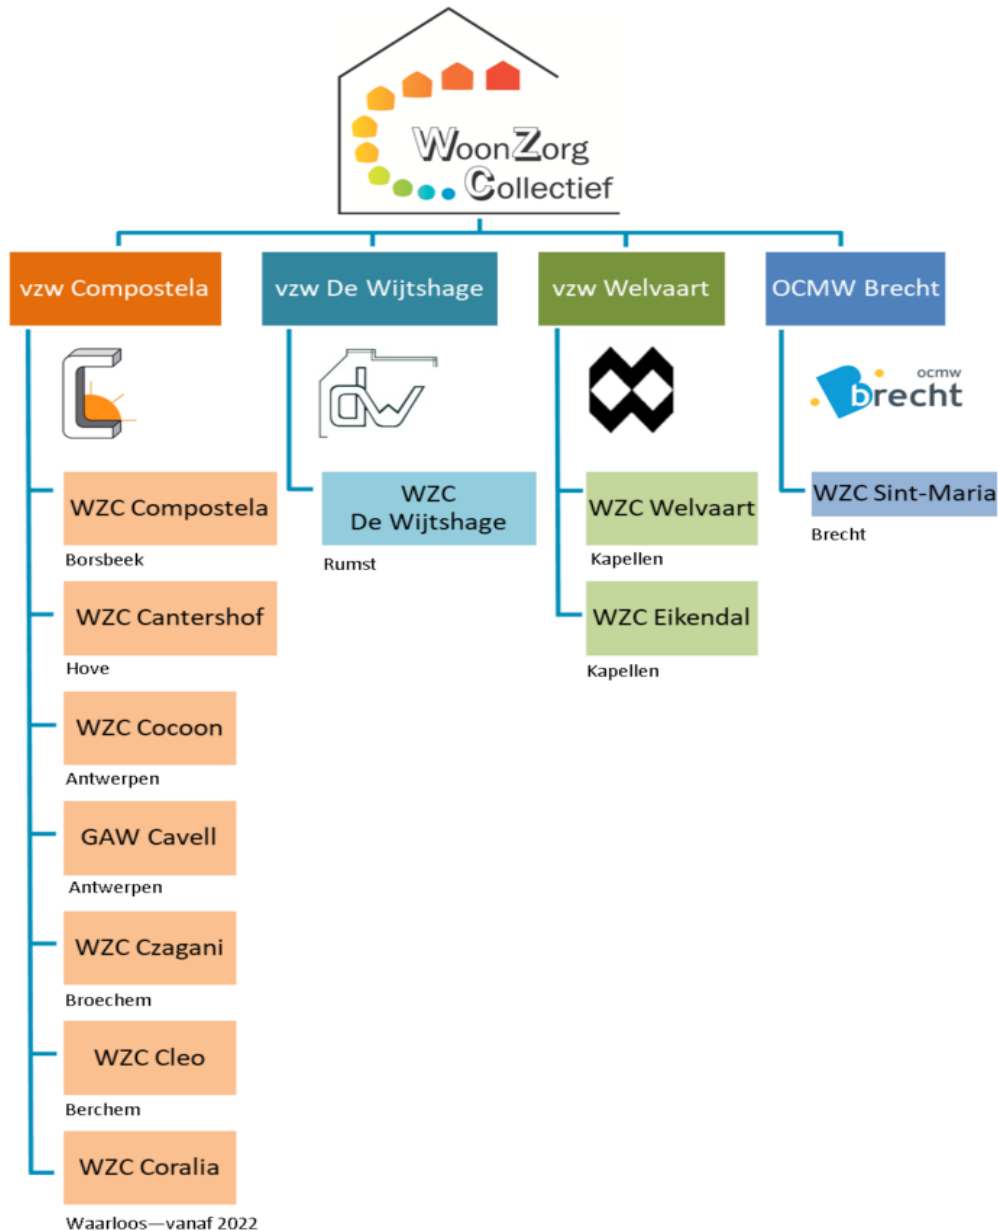 WoonZorg
Collectief
vzw Compostela
vzw De Wijtshage
vzw Welvaart
OCMW Brecht
dw
ocmw
brecht
WZC Compostela
Borsbeek
WZC Cantershof
Hove
WZC Cocoon
Antwerpen
GAW Cavell
Antwerpen
WZC Czagani
Broechem
WZC Cleo
Berchem
WZC Coralia
Waarloos—vanaf 2022
WZC
De Wijtshage
Rumst
WZC Welvaart
Kapellen
WZC Eikendal
Kapellen
WZC Sint-Maria
Brecht